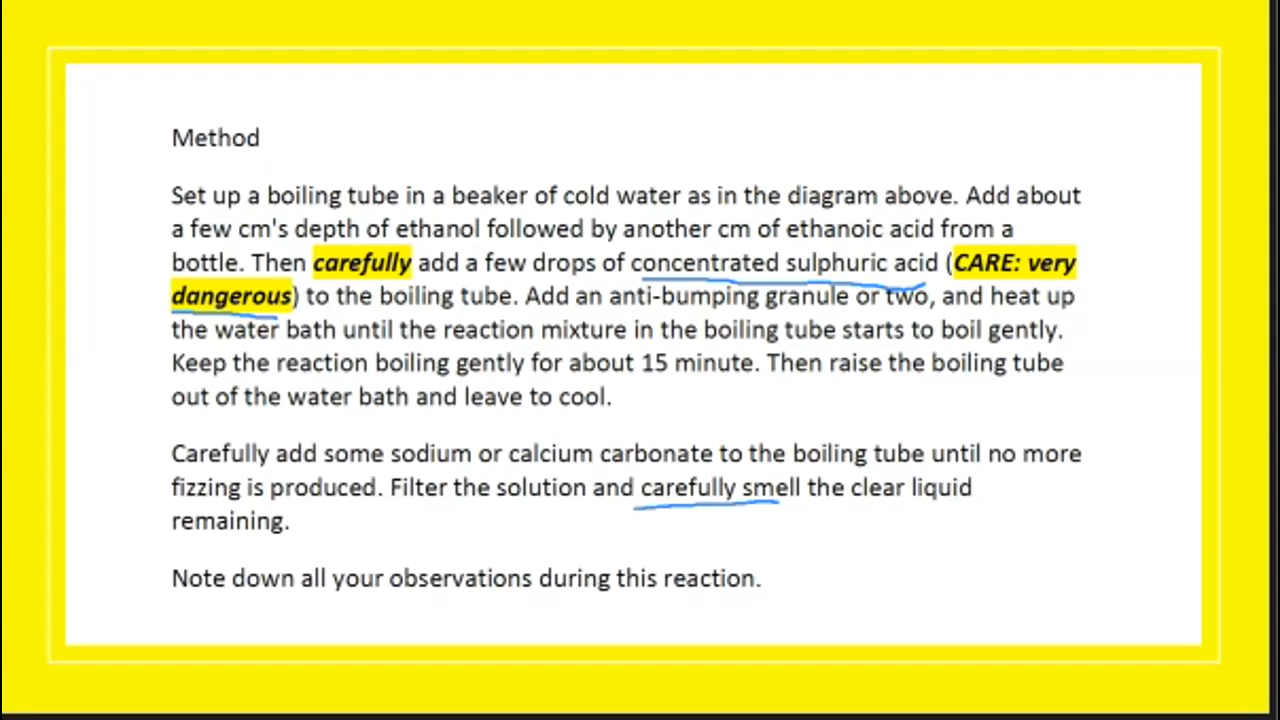 Method
Set up a boiling tube in a beaker of cold water as in the diagram above. Add about
a few cm's depth of ethanol followed by another cm of ethanoic acid from a
bottle. Then carefully add a few drops of concentrated sulphuric acid (CARE: very
dangerous) to the boiling tube. Add an anti-bumping granule or two, and heat up
the water bath until the reaction mixture in the boiling tube starts to boil gently.
Keep the reaction boiling gently for about 15 minute. Then raise the boiling tube
out of the water bath and leave to cool.
Carefully add some sodium or calcium carbonate to the boiling tube until no more
fizzing is produced. Filter the solution and carefully smell the clear liquid
remaining.
Note down all your observations during this reaction.